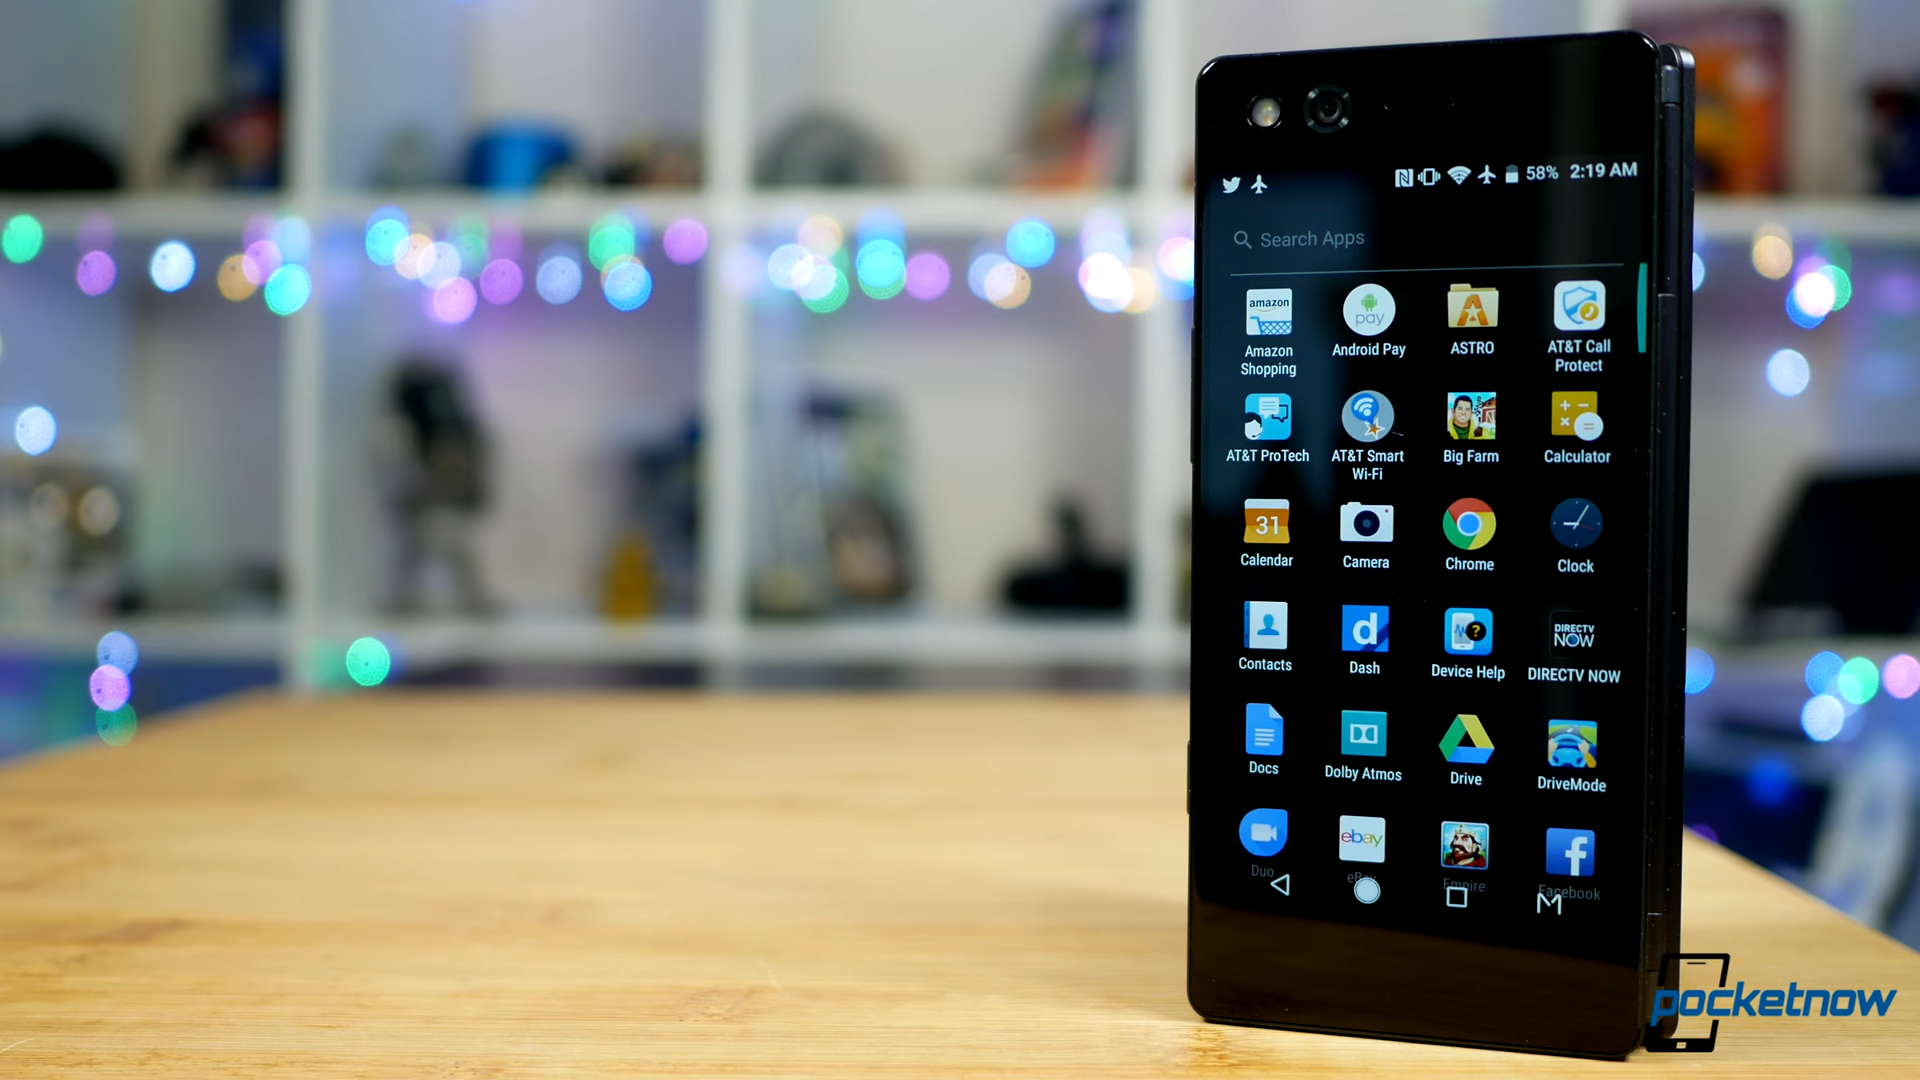 58% 2:19 AM
Search Apps
amazon
pay
Amazon Shopping
Android Pay
ASTRO
AT&T Call Protect
AT&T ProTech
AT&T Smart Wi-Fi
Big Farm
Calculator
31
Calendar
Camera
Chrome
Clock
d
DIRECTV NOW
Contacts
Dash
Device Help
DIRECTV NOW
Docs
Dolby Atmos
Drive
DriveMode
ebay
f
Duo
eBay
Empire
Facebook
pocketnow